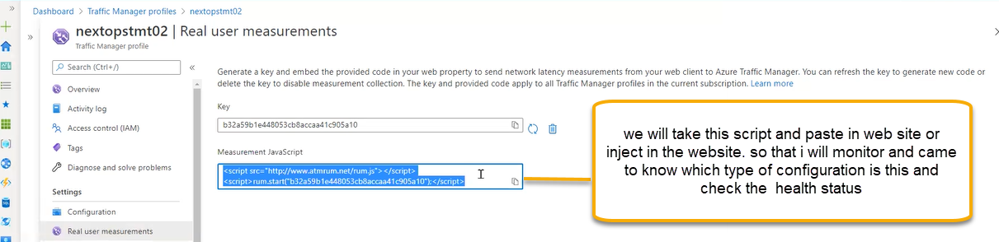 Dashboard > Traffic Manager profiles > nextopstmt02
nextopstmt02 | Real user measurements
Traffic Manager profile
Search (Ctrl+/)
Overview
Activity log
Access control (IAM)
Tags
Diagnose and solve problems
Settings
Configuration
Real user measurements
Generate a key and embed the provided code in your web property to send network latency measurements from your web client to Azure Traffic Manager. You can refresh the key to generate new code or
delete the key to disable measurement collection. The key and provided code apply to all Traffic Manager profiles in the current subscription. Learn more
Key
b32a59b1e448053cb8accaa41c905a10
Measurement JavaScript
<script src="http://www.atmrum.net/rum.js"> </script>
<script>rum.start("b32a59b1e448053cb8accaa41c905a10");</script>
we will take this script and paste in web site or
inject in the website. so that i will monitor and came
to know which type of configuration is this and
check the health status